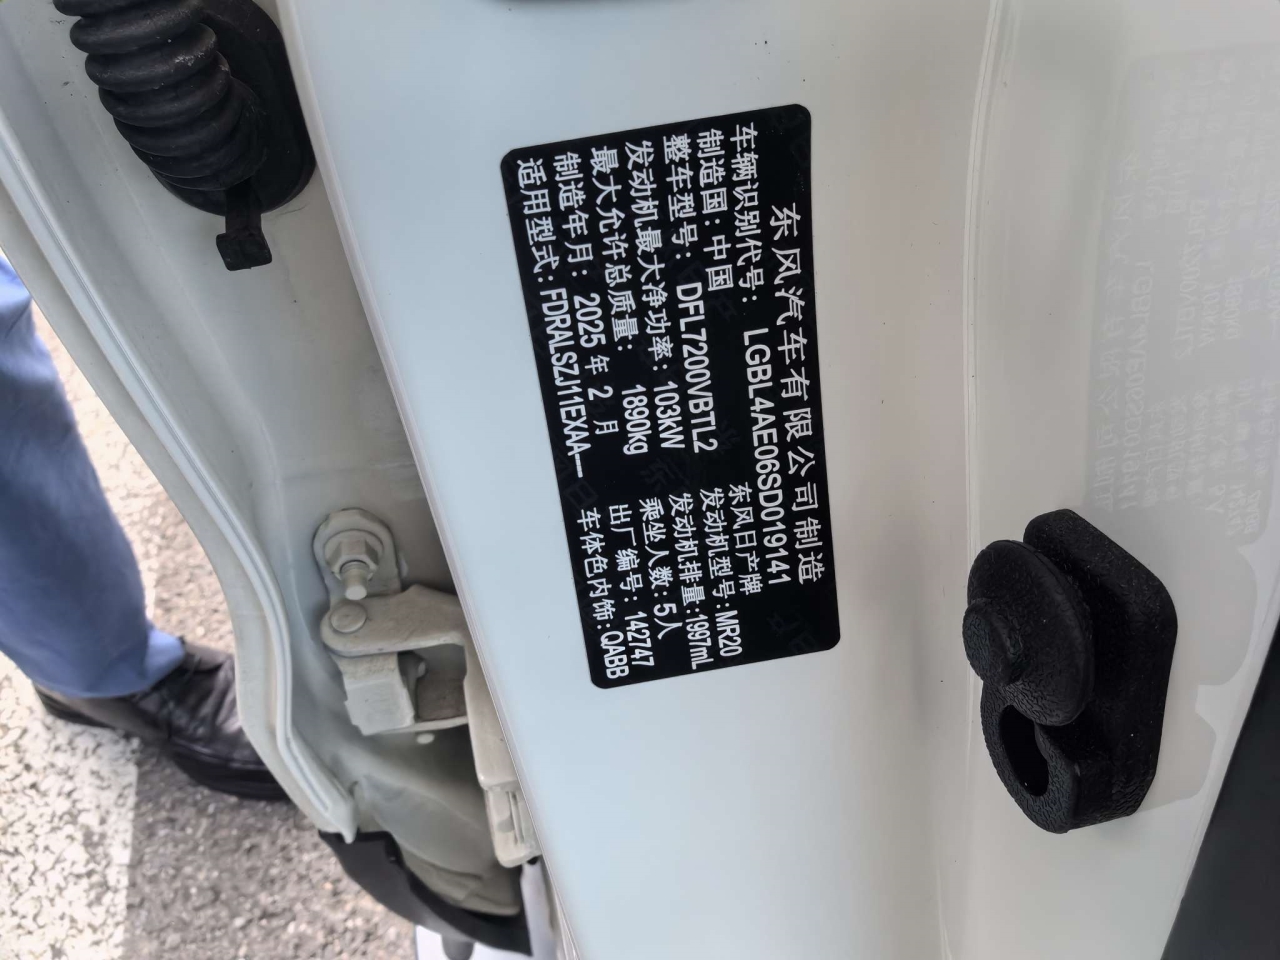 东风汽车有限公司制造
车辆识别代号: LGBL4AE06SD019141
制造国: 中国 东风日产牌
整车型号: DFL7200VBTL2 发动机型号: MR20
发动机最大净功率: 103kW 发动机排量: 1997mL
最大允许总质量: 1890kg 乘坐人数: 5人
制造年月: 2025 年 2 月 出厂编号: 142747
适用型式: FDRALSZJ11EXAA— 车体色内饰: QABB